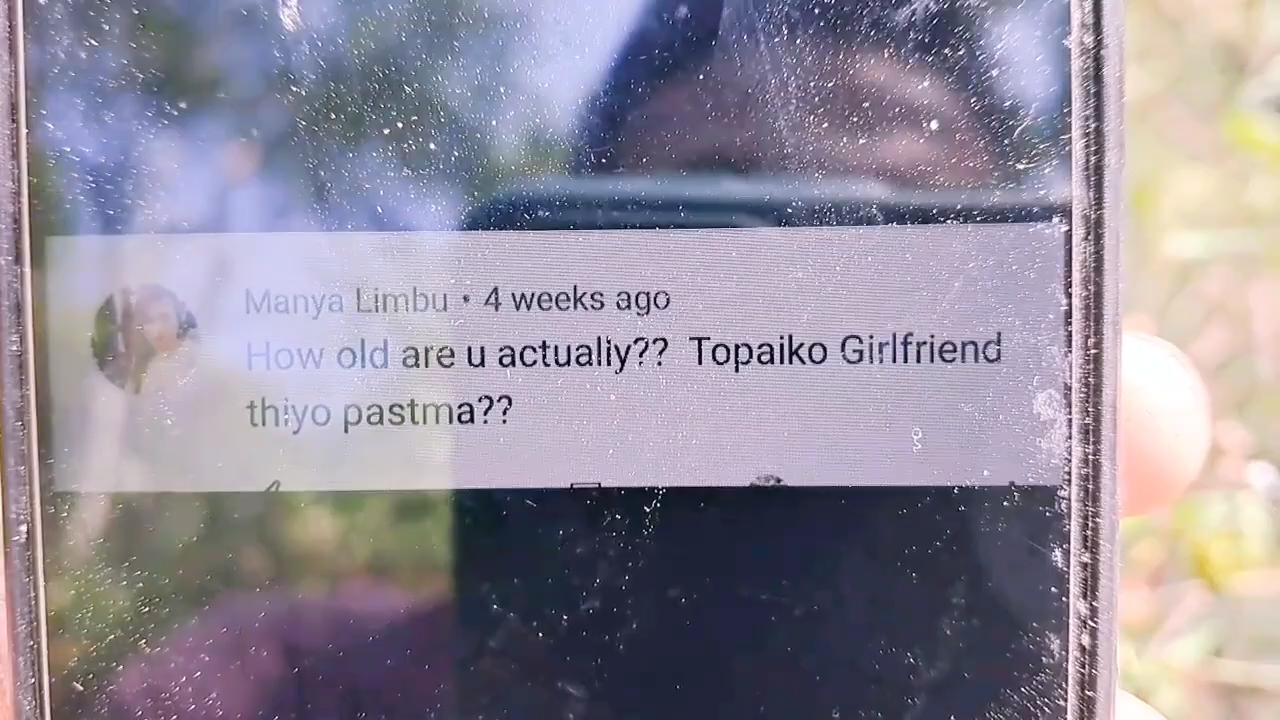 Manya Limbu • 4 weeks ago
How old are u actually?? Topaiko Girlfriend
thiyo pastma??